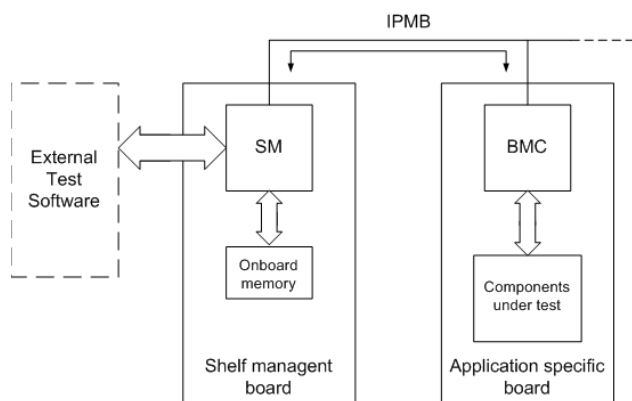 IPMB
External
Test
Software
SM
BMC
Onboard
memory
Components
under test
Shelf managent
board
Application specific
board